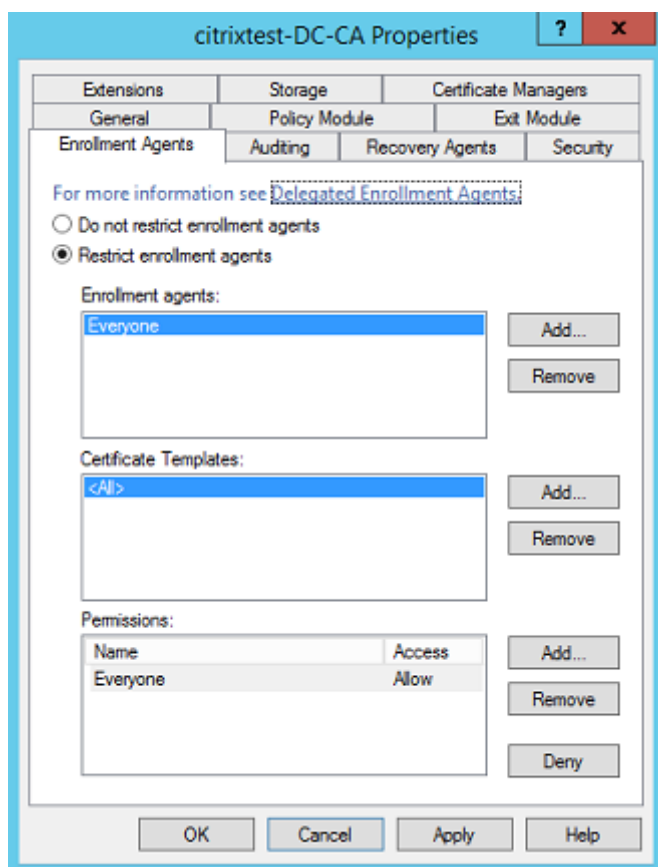 citrixtest-DC-CA Properties
? x
Extensions Storage Certificate Managers
General Policy Module Exit Module
Enrollment Agents Auditing Recovery Agents Security
For more information see Delegated Enrollment Agents.
Do not restrict enrollment agents
Restrict enrollment agents
Enrollment agents:
Everyone
Add...
Remove
Certificate Templates:
<All>
Add...
Remove
Permissions:
Name Access
Everyone Allow
Add...
Remove
Deny
OK Cancel Apply Help